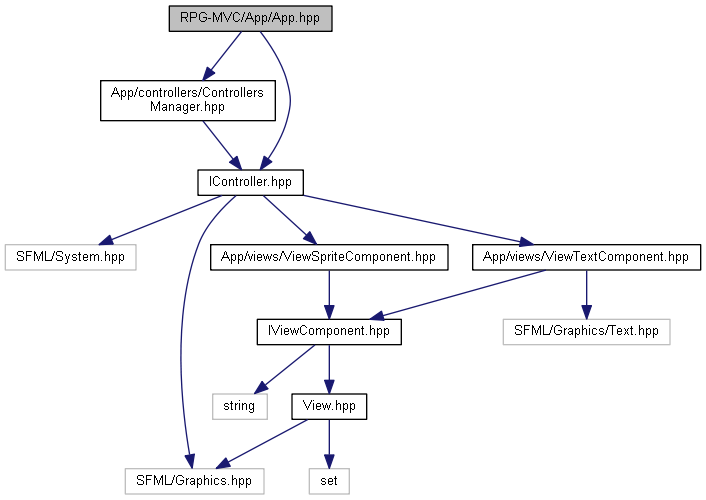 RPG-MVC/App/App.hpp
App/controllers/Controllers
Manager.hpp
IController.hpp
SFML/System.hpp
App/views/ViewSpriteComponent.hpp
App/views/ViewTextComponent.hpp
IViewComponent.hpp
SFML/Graphics/Text.hpp
string
View.hpp
SFML/Graphics.hpp
set